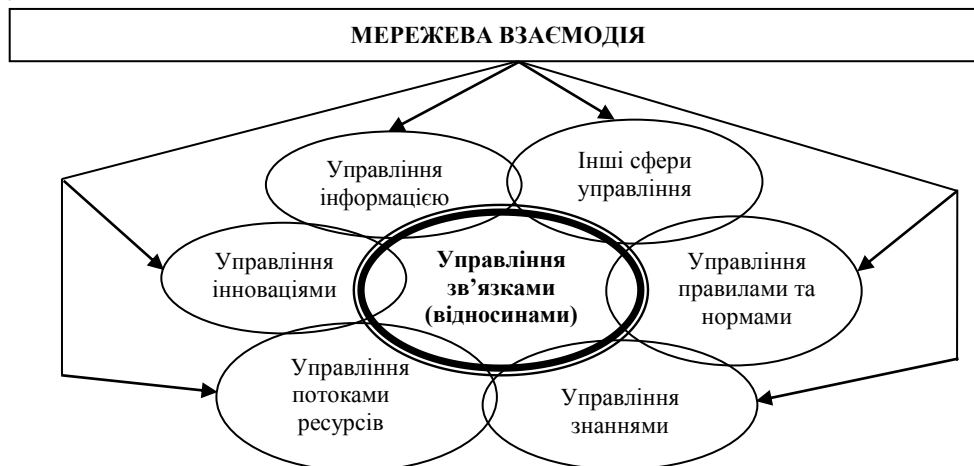 МЕРЕЖЕВА ВЗАЄМОДІЯ
Управління
інформацією
Інші сфери
управління
Управління
інноваціями
Управління
зв’язками
(відносинами)
Управління
правилами та
нормами
Управління
потоками
ресурсів
Управління
знаннями